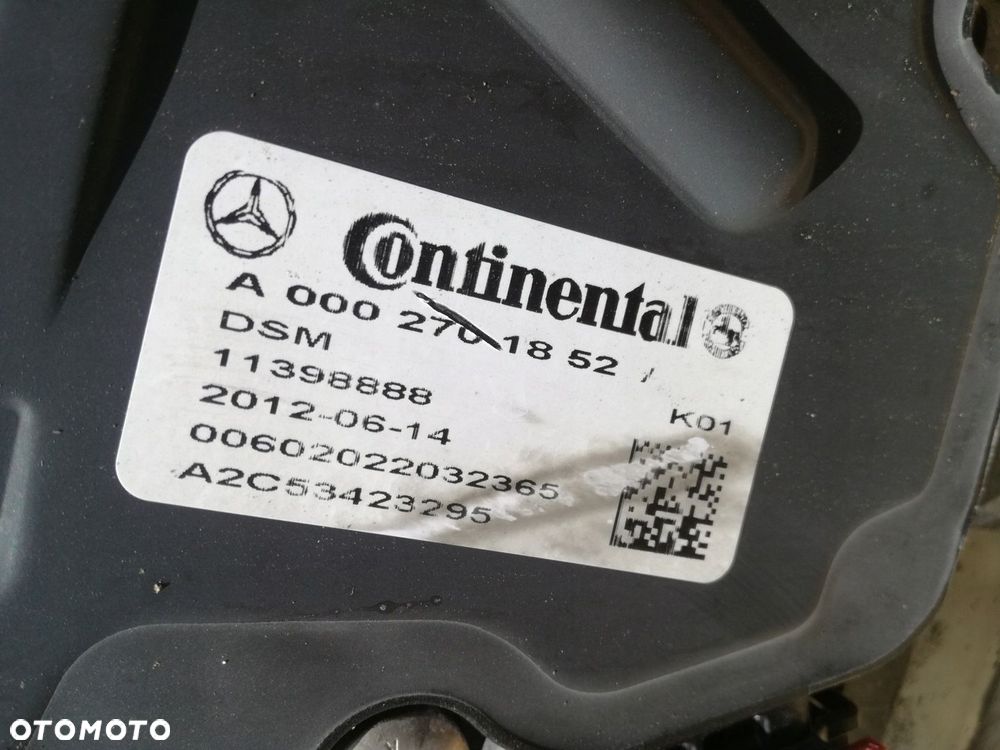 Continental
A 000 270 18 52
DSM
11398888
2012-06-14
K01
00602022032365
A2C53423295
OTOMOTO